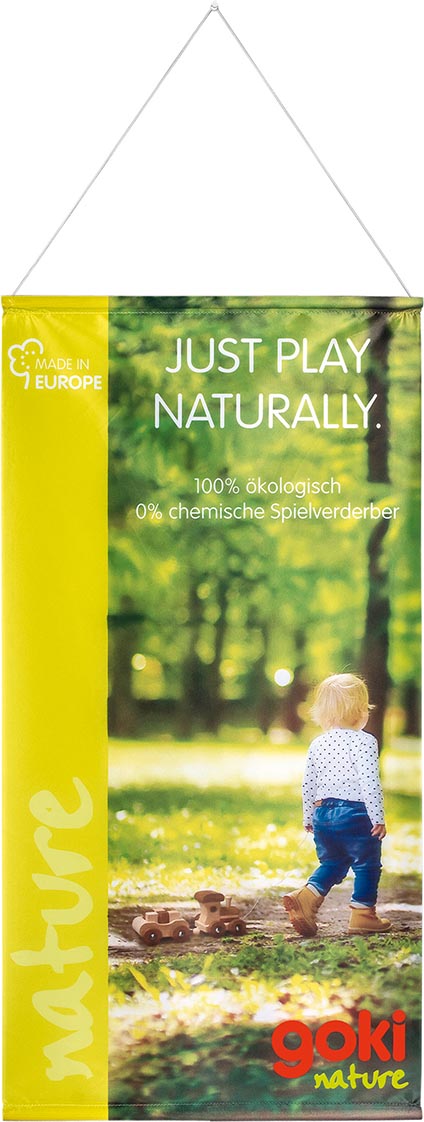 MADE IN
EUROPE
JUST PLAY
NATURALLY.
100% ökologisch
0% chemische Spielverderber
nature
goki
nature